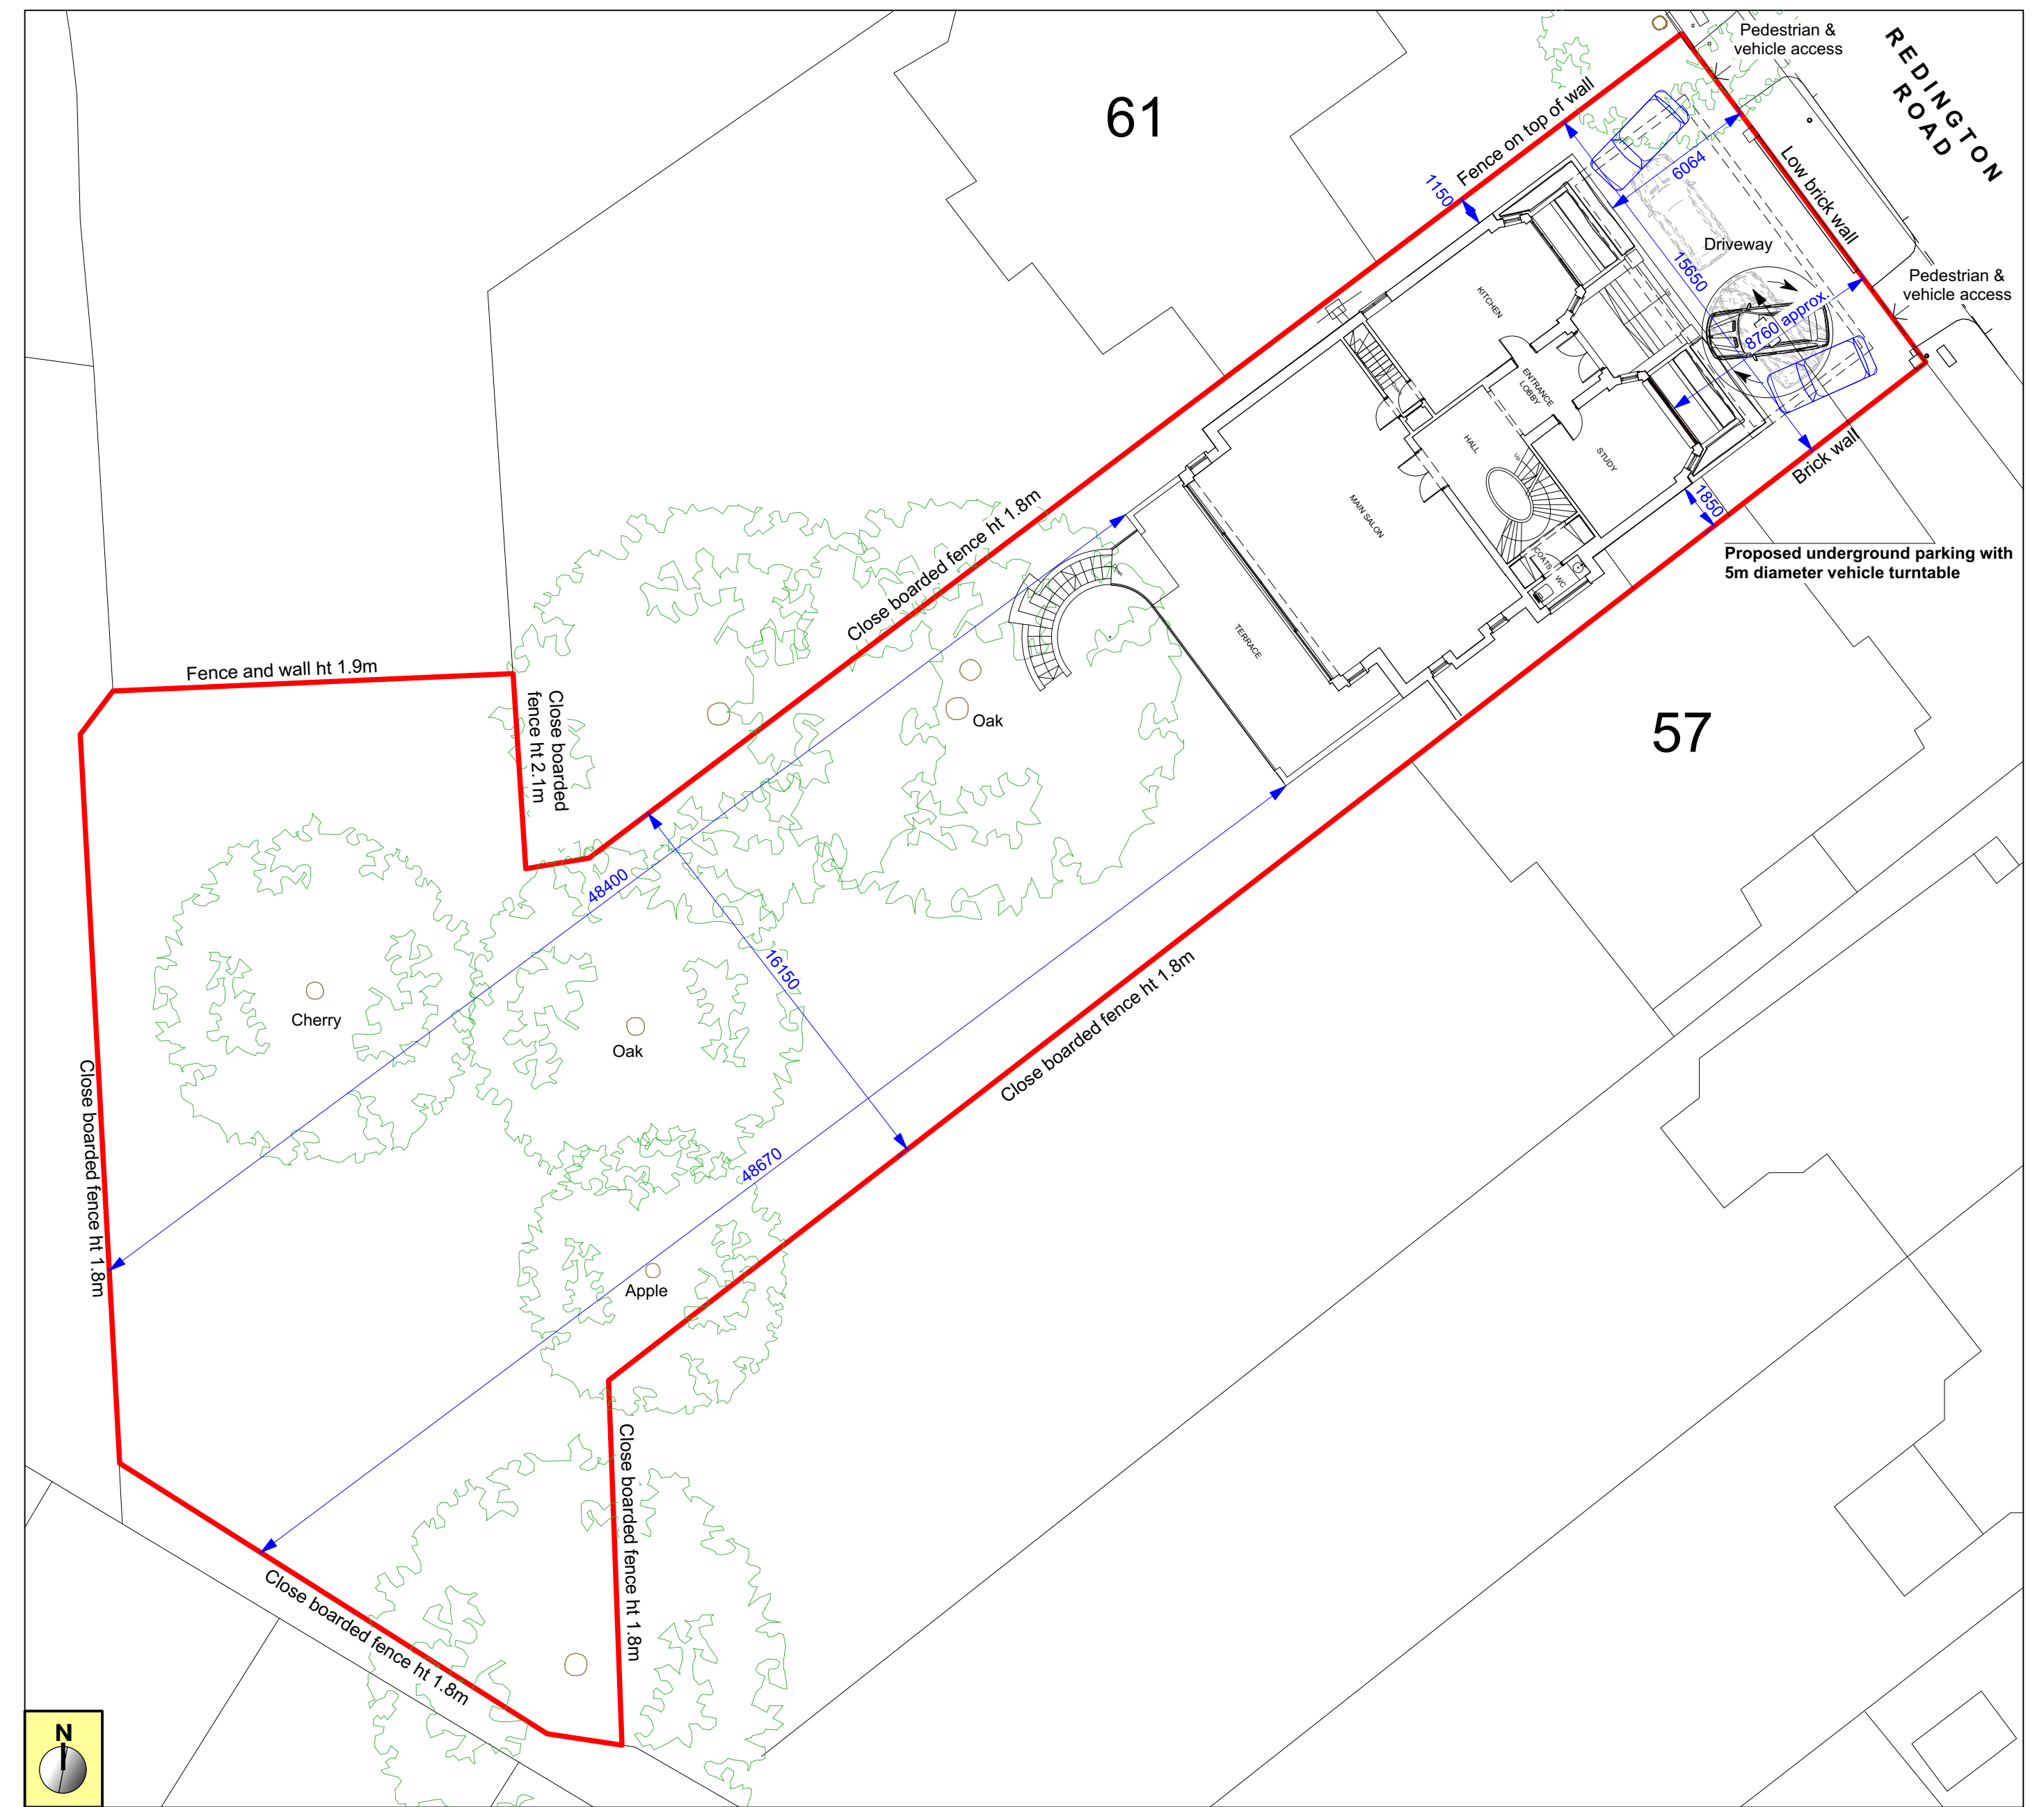 Pedestrian &
vehicle access
REDINGTON
ROAD
61
Fence on top of wall
1150
6064
Low brick wall
Driveway
15650
Pedestrian &
vehicle access
8760 approx.
KITCHEN
Up
ENTRANCE
LOBBY
HALL
Up
STUDY
Brick wall
1850
MAIN SALON
COATS
WC
Proposed underground parking with
5m diameter vehicle turntable
Close boarded fence ht 1.8m
Down
TERRACE
Fence and wall ht 1.9m
Close boarded
fence ht 2.1m
Oak
57
48400
16150
Cherry
Oak
Close boarded fence ht 1.8m
Close boarded fence ht 1.8m
48670
Apple
Close boarded fence ht 1.8m
Close boarded fence ht 1.8m
N